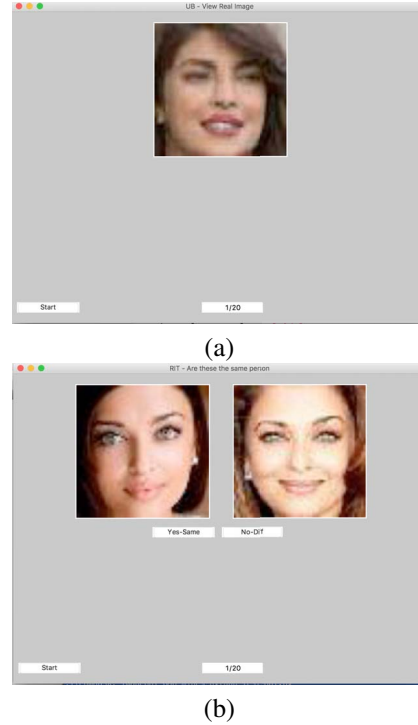 UB - View Real Image
Start
1/20
(a)
RIT - Are these the same person
Yes-Same
No-Dif
Start
1/20
(b)